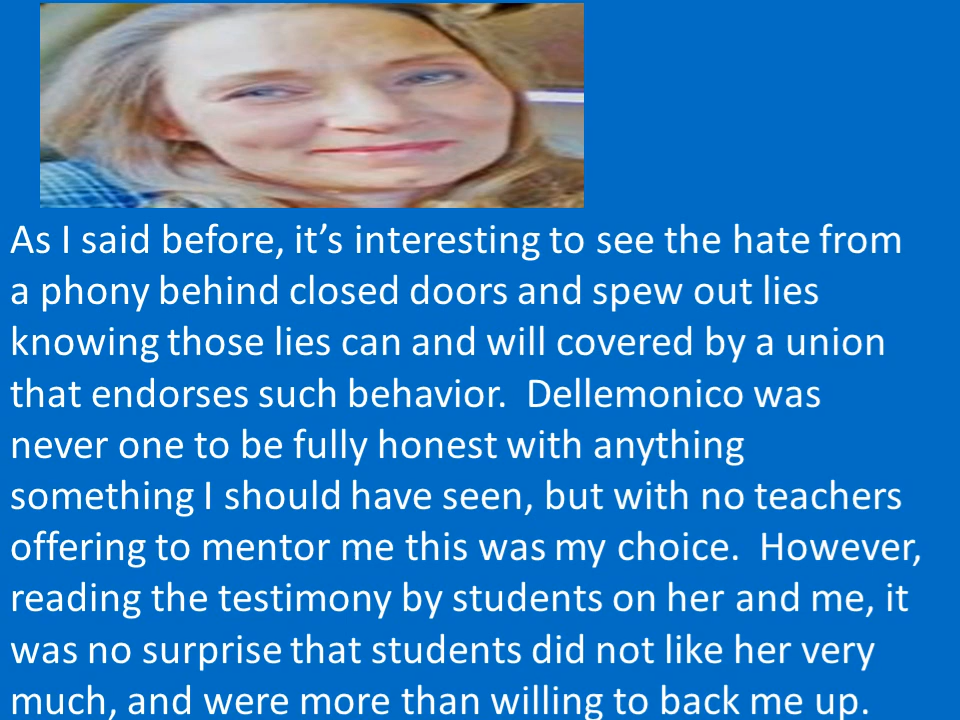 As I said before, it’s interesting to see the hate from
a phony behind closed doors and spew out lies
knowing those lies can and will covered by a union
that endorses such behavior.  Dellemonico was
never one to be fully honest with anything
something I should have seen, but with no teachers
offering to mentor me this was my choice.  However,
reading the testimony by students on her and me, it
was no surprise that students did not like her very
much, and were more than willing to back me up.